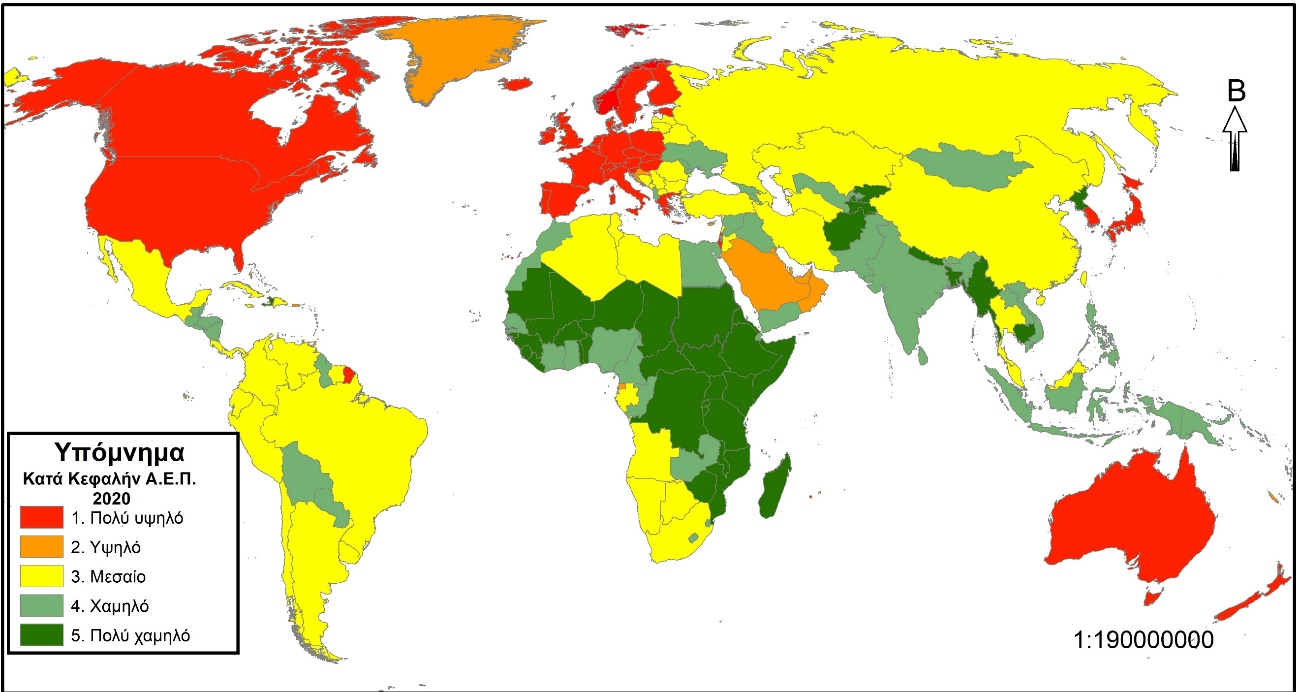 B
Υπόμνημα
Κατά Κεφαλήν Α.Ε.Π.
2020
1. Πολύ υψηλό
2. Υψηλό
3. Μεσαίο
4. Χαμηλό
5. Πολύ χαμηλό
1:190000000